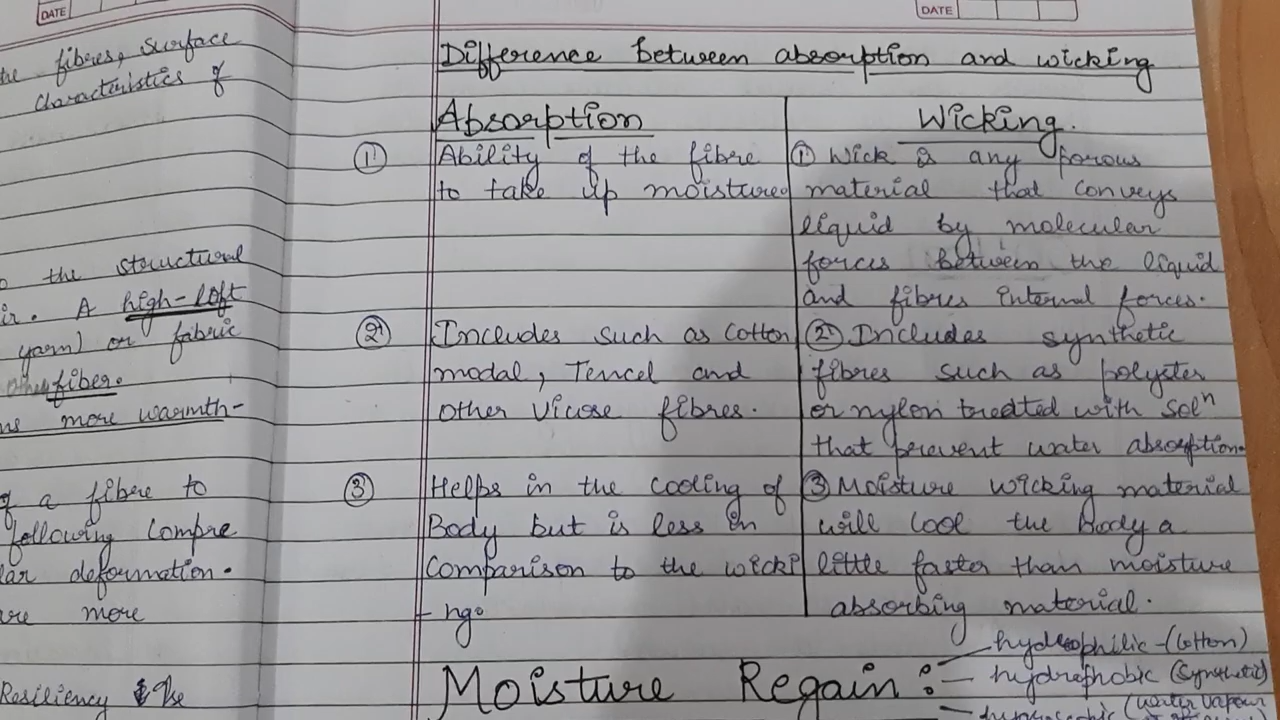 DATE
the fibres, surface
characteristics of
the structural
A high-loft
yarn) or fabric
fiber.
more warmth-
of a fibre to
following compre
deformation.
more
Resiliency
DATE
Difference between absorption and wicking
Absorption
① Ability of the fibre
to take up moisture.
② Includes such as cotton
modal, Tencel and
other Vicose fibres.
③ Helps in the cooling of
Body but is less in
comparison to the wicki
- ng.
Wicking.
① Wick is any porous
material that conveys
liquid by molecular
forces between the liquid
and fibres internal forces.
② Includes synthetic
fibres such as polyster
or nylon treated with solⁿ
that prevent water absorption.
③ Moisture wicking material
will cool the body a
little faster than moisture
absorbing material.
Moisture Regain :
hydrophilic - (cotton)
hydrophobic (Synthetic)
(water vapour